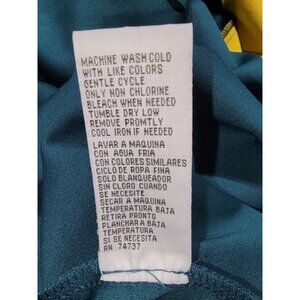 MACHINE WASH COLD
WITH LIKE COLORS
GENTLE CYCLE
ONLY NON CHLORINE
BLEACH WHEN NEEDED
TUMBLE DRY LOW
REMOVE PROMTLY
COOL IRON IF NEEDED
LAVAR A MAQUINA
CON AGUA FRIA
CON COLORES SIMILARES
CICLO DE ROPA FINA
SOLO BLANQUEADOR
SIN CLORO CUANDO
SE NECESITE
SECAR A MAQUINA
TEMPERATURA BAJA
RETIRA PRONTO
PLANCHAR A BAJA
TEMPERATURA
SI SE NECESITA
RN 74737